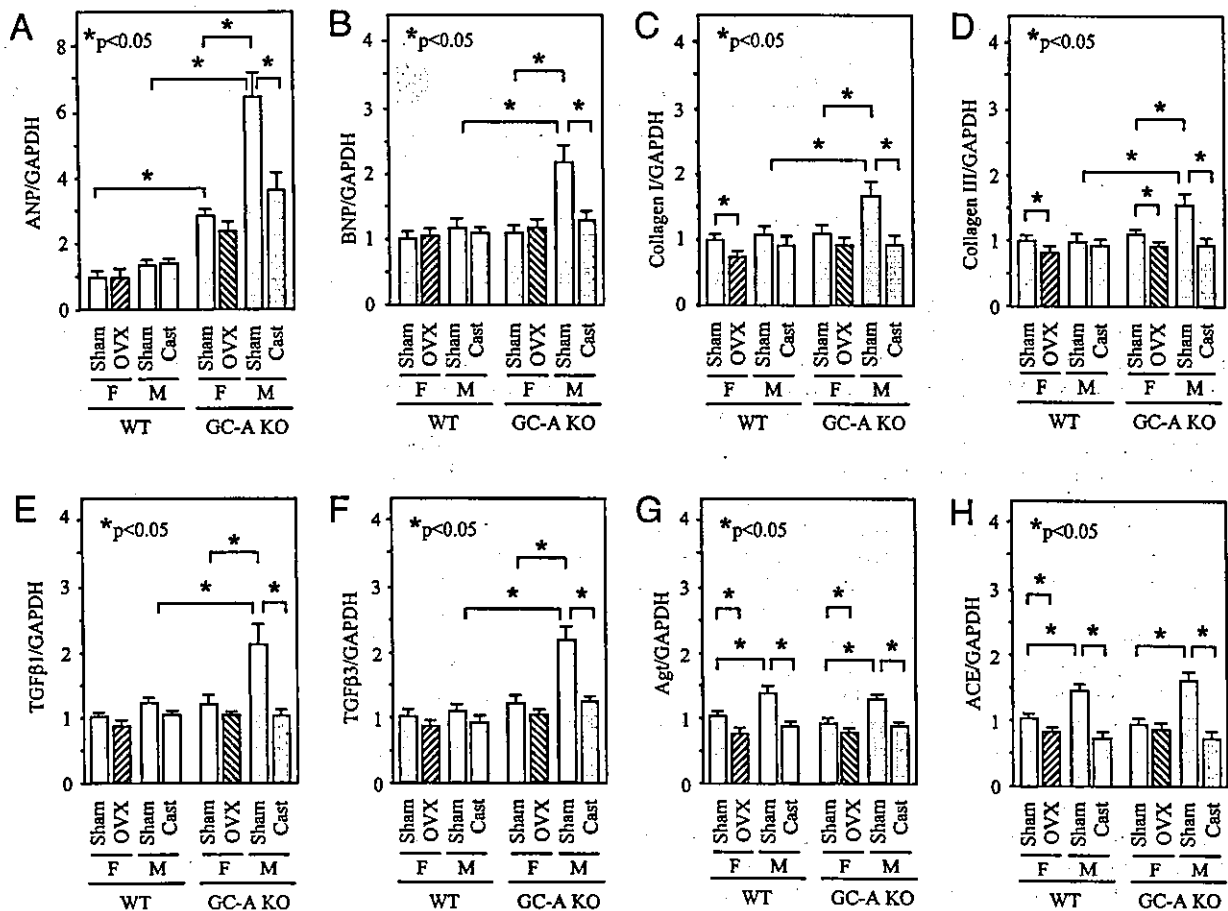 A
*p<0.05
ANP/GAPDH
8
6
4
2
0
* * * *
Sham OVX Sham Cast Sham OVX Sham Cast
F M F M
WT GC-A KO
B
*p<0.05
BNP/GAPDH
4
3
2
1
0
* * *
Sham OVX Sham Cast Sham OVX Sham Cast
F M F M
WT GC-A KO
C
*p<0.05
Collagen I/GAPDH
4
3
2
1
0
* * * *
Sham OVX Sham Cast Sham OVX Sham Cast
F M F M
WT GC-A KO
D
*p<0.05
Collagen III/GAPDH
4
3
2
1
0
* * * * *
Sham OVX Sham Cast Sham OVX Sham Cast
F M F M
WT GC-A KO
E
*p<0.05
TGFβ1/GAPDH
4
3
2
1
0
* * *
Sham OVX Sham Cast Sham OVX Sham Cast
F M F M
WT GC-A KO
F
*p<0.05
TGFβ3/GAPDH
4
3
2
1
0
* * *
Sham OVX Sham Cast Sham OVX Sham Cast
F M F M
WT GC-A KO
G
*p<0.05
Agt/GAPDH
4
3
2
1
0
* * * * * *
Sham OVX Sham Cast Sham OVX Sham Cast
F M F M
WT GC-A KO
H
*p<0.05
ACE/GAPDH
4
3
2
1
0
* * * * *
Sham OVX Sham Cast Sham OVX Sham Cast
F M F M
WT GC-A KO